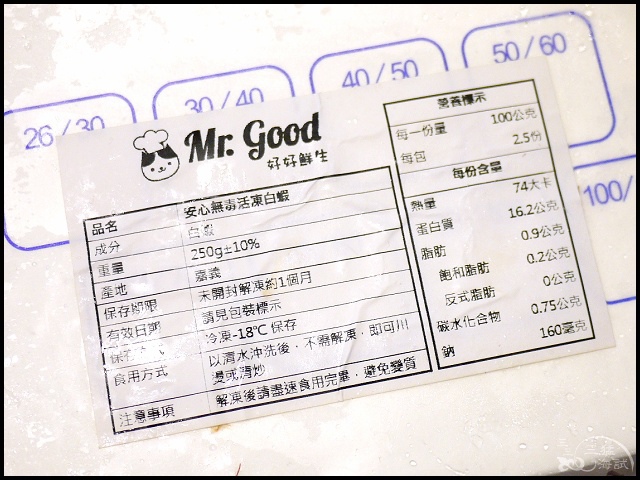 26/30
30/40
40/50
50/60
100/
Mr. Good
好好鮮生
品名 安心無毒活凍白蝦
成分 白蝦
重量 250g±10%
產地 嘉義
保存期限 未開封解凍約1個月
有效日期 請見包裝標示
保存方式 冷凍-18℃保存
食用方式 以清水沖洗後，不需解凍，即可川
燙或清炒
注意事項 解凍後請盡速食用完畢，避免變質
營養標示
每一份量 100公克
每包 2.5份
每份含量
熱量 74大卡
蛋白質 16.2公克
脂肪 0.9公克
飽和脂肪 0.2公克
反式脂肪 0公克
碳水化合物 0.75公克
鈉 160毫克